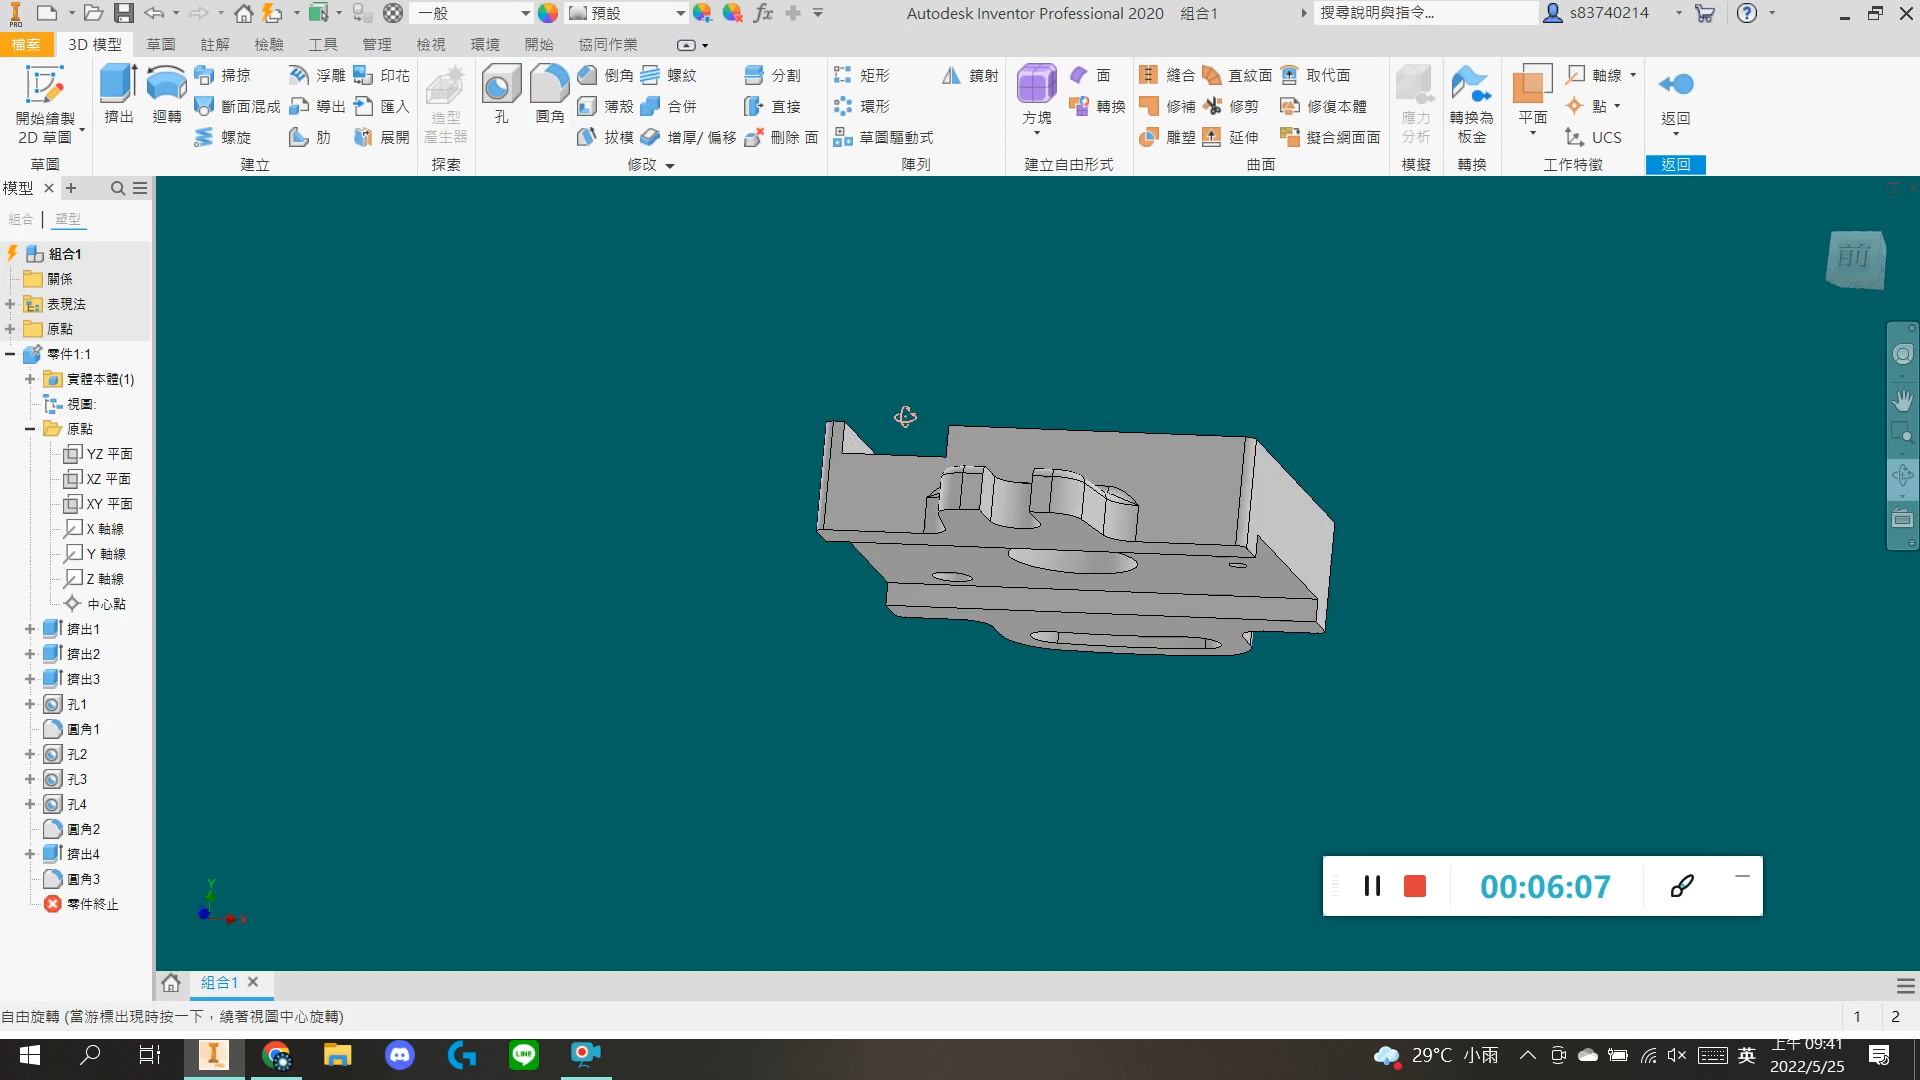 PRO
一般
預設
fx
Autodesk Inventor Professional 2020 組合1
搜尋說明與指令...
s83740214
檔案 3D 模型 草圖 註解 檢驗 工具 管理 檢視 環境 開始 協同作業
開始繪製
2D 草圖
擠出
迴轉
掃掠
斷面混成
螺旋
浮雕
導出
肋
印花
匯入
展開
造型
產生器
孔
圓角
倒角
薄殼
拔模
螺紋
合併
增厚/ 偏移
分割
直接
刪除 面
矩形
環形
草圖驅動式
鏡射
方塊
面
轉換
縫合
修補
雕塑
直紋面
修剪
延伸
取代面
修復本體
擬合網面面
應力
分析
轉換為
板金
平面
軸線
點
UCS
返回
草圖 建立 探索 修改 陣列 建立自由形式 曲面 模擬 轉換 工作特徵 返回
模型
組合 塑型
組合1
關係
表現法
原點
零件1:1
實體本體(1)
視圖:
原點
YZ 平面
XZ 平面
XY 平面
X 軸線
Y 軸線
Z 軸線
中心點
擠出1
擠出2
擠出3
孔1
圓角1
孔2
孔3
孔4
圓角2
擠出4
圓角3
零件終止
前
Y
X
00:06:07
組合1
自由旋轉 (當游標出現時按一下，繞著視圖中心旋轉)
1 2
LINE
29°C 小雨
英
上午 09:41
2022/5/25